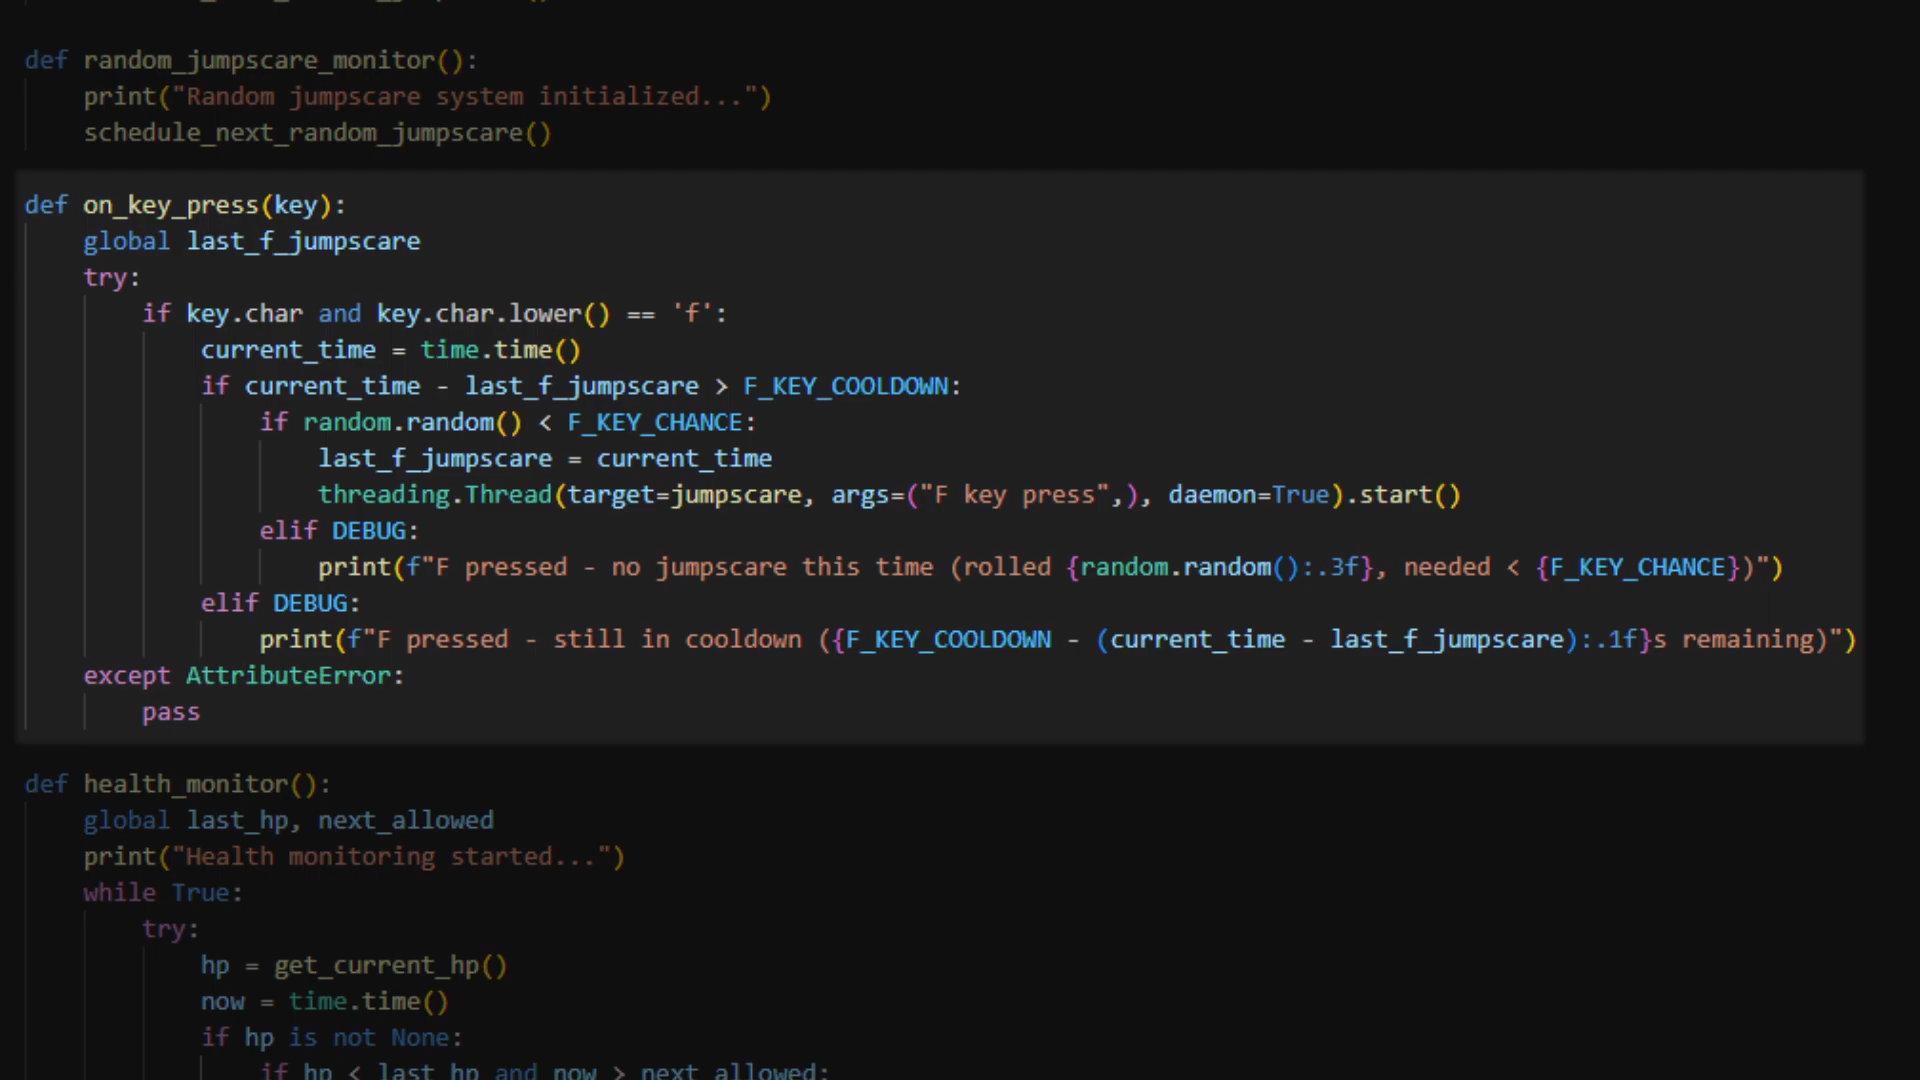 def random_jumpscare_monitor():
    print("Random jumpscare system initialized...")
    schedule_next_random_jumpscare()
def on_key_press(key):
    global last_f_jumpscare
    try:
        if key.char and key.char.lower() == 'f':
            current_time = time.time()
            if current_time - last_f_jumpscare > F_KEY_COOLDOWN:
                if random.random() < F_KEY_CHANCE:
                    last_f_jumpscare = current_time
                    threading.Thread(target=jumpscare, args=("F key press",), daemon=True).start()
                elif DEBUG:
                    print(f"F pressed - no jumpscare this time (rolled {random.random():.3f}, needed < {F_KEY_CHANCE})")
            elif DEBUG:
                print(f"F pressed - still in cooldown ({F_KEY_COOLDOWN - (current_time - last_f_jumpscare):.1f}s remaining)")
    except AttributeError:
        pass
def health_monitor():
    global last_hp, next_allowed
    print("Health monitoring started...")
    while True:
        try:
            hp = get_current_hp()
            now = time.time()
            if hp is not None:
                if hp < last_hp and now > next_allowed: